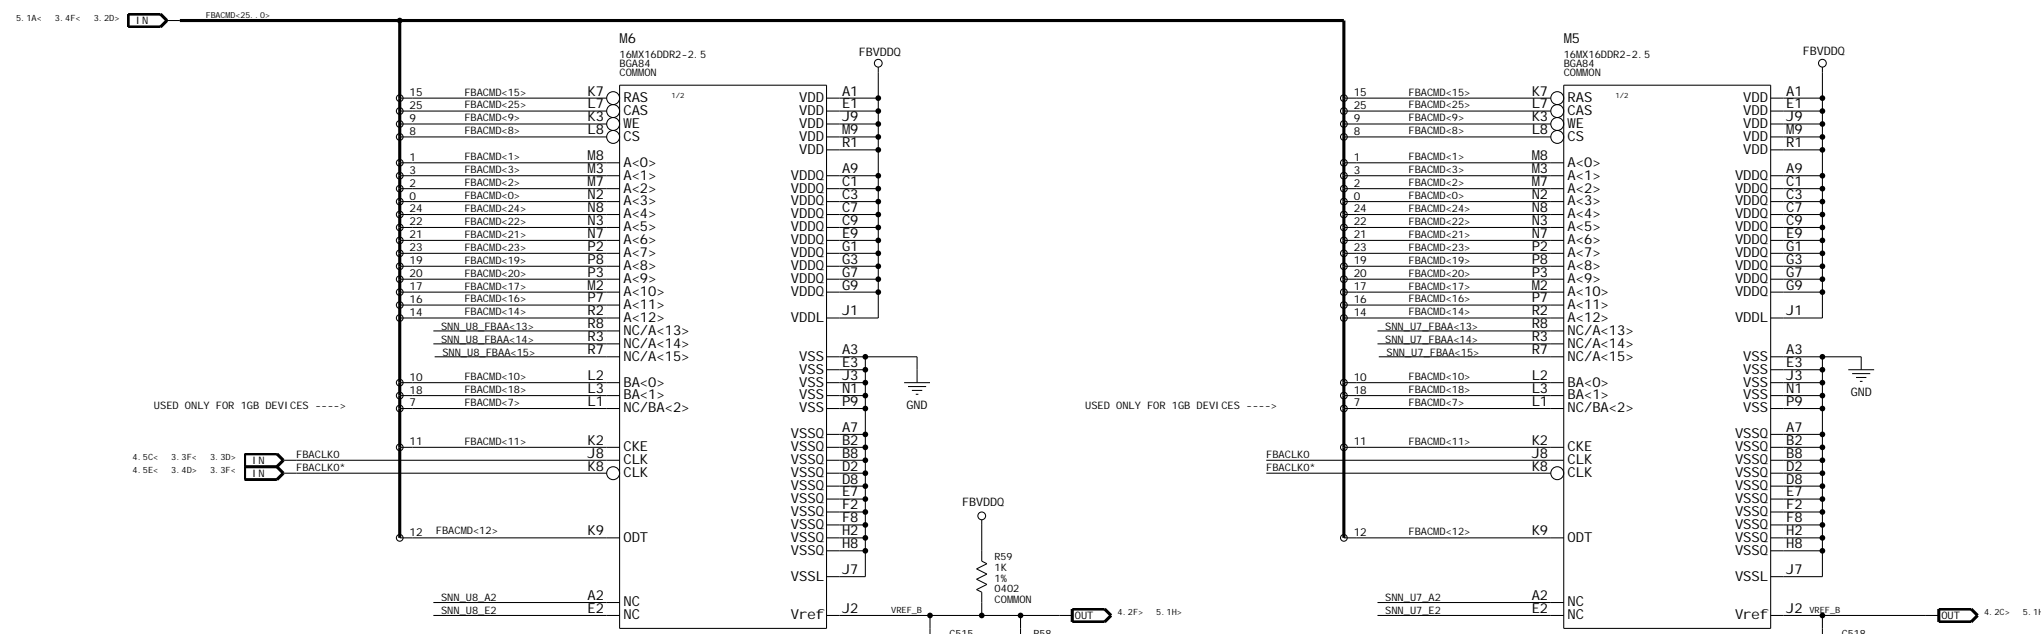 5.1A< 3.4F< 3.2D> IN FBACMD<25..0>
M6
16MX16DDR2-2.5
BGA84
COMMON
FBVDDQ
1/2
15 FBACMD<15> K7 RAS VDD A1
25 FBACMD<25> L7 CAS VDD E1
9 FBACMD<9> K3 WE VDD J9
8 FBACMD<8> L8 CS VDD M9
VDD R1
1 FBACMD<1> M8 A<0>
3 FBACMD<3> M3 A<1> VDDQ A9
2 FBACMD<2> M7 A<2> VDDQ C1
0 FBACMD<0> N2 A<3> VDDQ C3
24 FBACMD<24> N8 A<4> VDDQ C7
22 FBACMD<22> N3 A<5> VDDQ C9
21 FBACMD<21> N7 A<6> VDDQ E9
23 FBACMD<23> P2 A<7> VDDQ G1
19 FBACMD<19> P8 A<8> VDDQ G3
20 FBACMD<20> P3 A<9> VDDQ G7
17 FBACMD<17> M2 A<10> VDDQ G9
16 FBACMD<16> P7 A<11>
14 FBACMD<14> R2 A<12> VDDL J1
SNN_U8_FBAA<13> R8 NC/A<13>
SNN_U8_FBAA<14> R3 NC/A<14>
SNN_U8_FBAA<15> R7 NC/A<15> VSS A3
VSS E3
10 FBACMD<10> L2 BA<0> VSS J3
18 FBACMD<18> L3 BA<1> VSS N1
USED ONLY FOR 1GB DEVICES ----> 7 FBACMD<7> L1 NC/BA<2> VSS P9
GND
VSSQ A7
11 FBACMD<11> K2 CKE VSSQ B2
4.5C< 3.3F< 3.3D> IN FBACLK0 J8 CLK VSSQ B8
4.5E< 3.4D> 3.3F< IN FBACLK0* K8 CLK VSSQ D2
VSSQ D8
VSSQ E7
VSSQ F2
VSSQ F8
12 FBACMD<12> K9 ODT VSSQ H2
VSSQ H8
VSSL J7
FBVDDQ
R59
1K
1%
0402
COMMON
SNN_U8_A2 A2 NC
SNN_U8_E2 E2 NC Vref J2 VREF_B OUT 4.2F> 5.1H>
C515 R58
M5
16MX16DDR2-2.5
BGA84
COMMON
FBVDDQ
1/2
15 FBACMD<15> K7 RAS VDD A1
25 FBACMD<25> L7 CAS VDD E1
9 FBACMD<9> K3 WE VDD J9
8 FBACMD<8> L8 CS VDD M9
VDD R1
1 FBACMD<1> M8 A<0>
3 FBACMD<3> M3 A<1> VDDQ A9
2 FBACMD<2> M7 A<2> VDDQ C1
0 FBACMD<0> N2 A<3> VDDQ C3
24 FBACMD<24> N8 A<4> VDDQ C7
22 FBACMD<22> N3 A<5> VDDQ C9
21 FBACMD<21> N7 A<6> VDDQ E9
23 FBACMD<23> P2 A<7> VDDQ G1
19 FBACMD<19> P8 A<8> VDDQ G3
20 FBACMD<20> P3 A<9> VDDQ G7
17 FBACMD<17> M2 A<10> VDDQ G9
16 FBACMD<16> P7 A<11>
14 FBACMD<14> R2 A<12> VDDL J1
SNN_U7_FBAA<13> R8 NC/A<13>
SNN_U7_FBAA<14> R3 NC/A<14>
SNN_U7_FBAA<15> R7 NC/A<15> VSS A3
VSS E3
10 FBACMD<10> L2 BA<0> VSS J3
18 FBACMD<18> L3 BA<1> VSS N1
USED ONLY FOR 1GB DEVICES ----> 7 FBACMD<7> L1 NC/BA<2> VSS P9
GND
VSSQ A7
11 FBACMD<11> K2 CKE VSSQ B2
FBACLK0 J8 CLK VSSQ B8
FBACLK0* K8 CLK VSSQ D2
VSSQ D8
VSSQ E7
VSSQ F2
VSSQ F8
12 FBACMD<12> K9 ODT VSSQ H2
VSSQ H8
VSSL J7
SNN_U7_A2 A2 NC
SNN_U7_E2 E2 NC Vref J2 VREF_B OUT 4.2C> 5.1H
C518